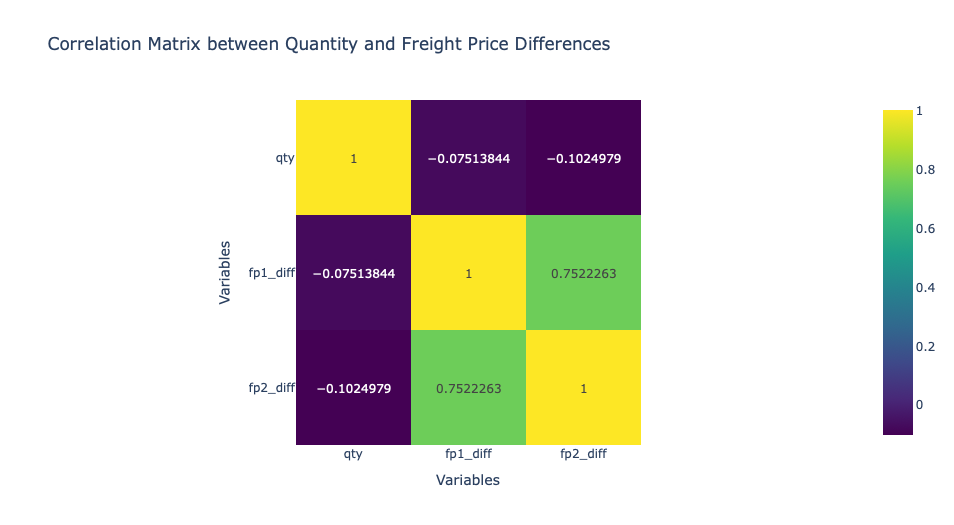 Correlation Matrix between Quantity and Freight Price Differences
qty
1
−0.07513844
−0.1024979
fp1_diff
−0.07513844
1
0.7522263
fp2_diff
−0.1024979
0.7522263
1
qty
fp1_diff
fp2_diff
Variables
Variables
1
0.8
0.6
0.4
0.2
0